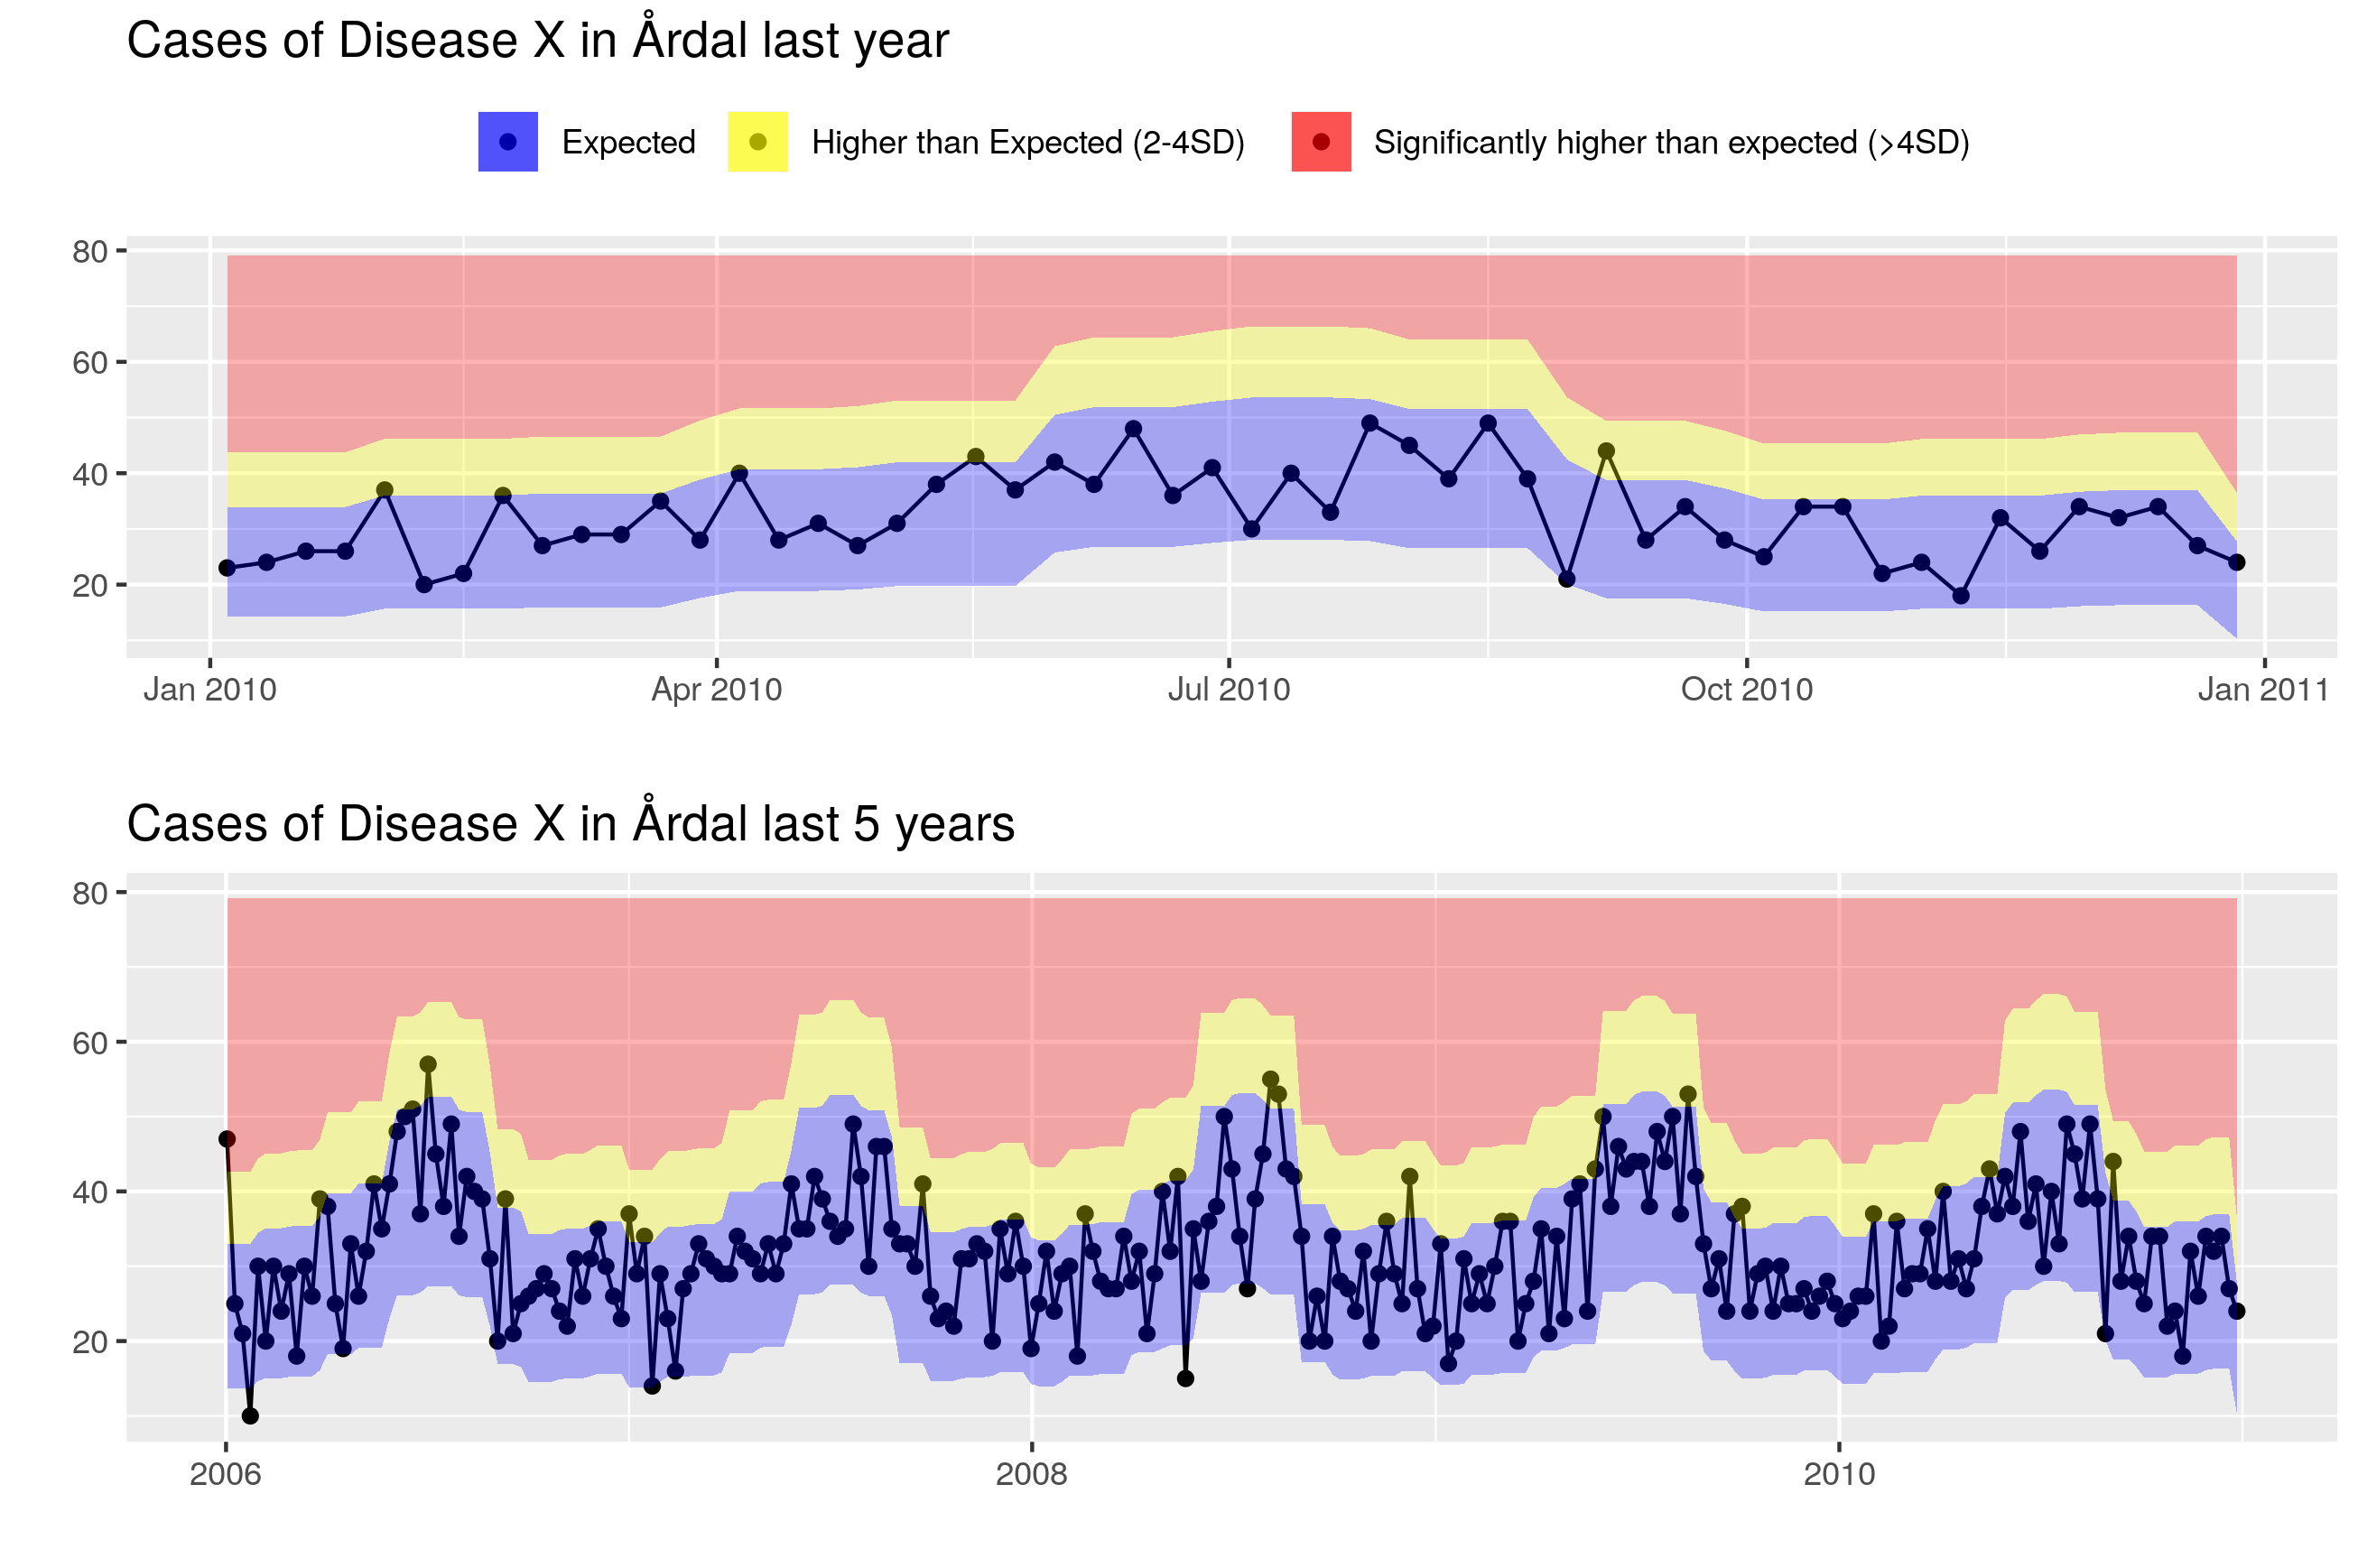 Cases of Disease X in Årdal last year
Expected Higher than Expected (2-4SD) Significantly higher than expected (>4SD)
80
60
40
20
Jan 2010 Apr 2010 Jul 2010 Oct 2010 Jan 2011
Cases of Disease X in Årdal last 5 years
80
60
40
20
2006 2008 2010